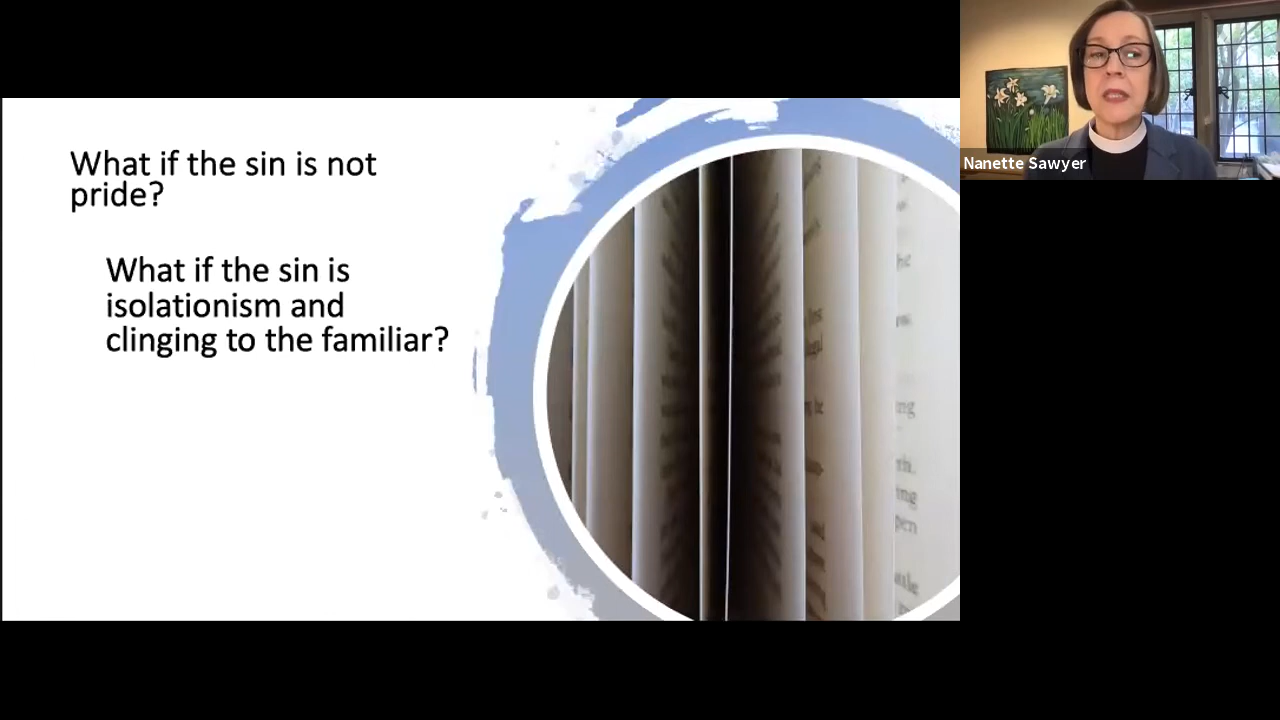 What if the sin is not
pride?
What if the sin is
isolationism and
clinging to the familiar?
Nanette Sawyer